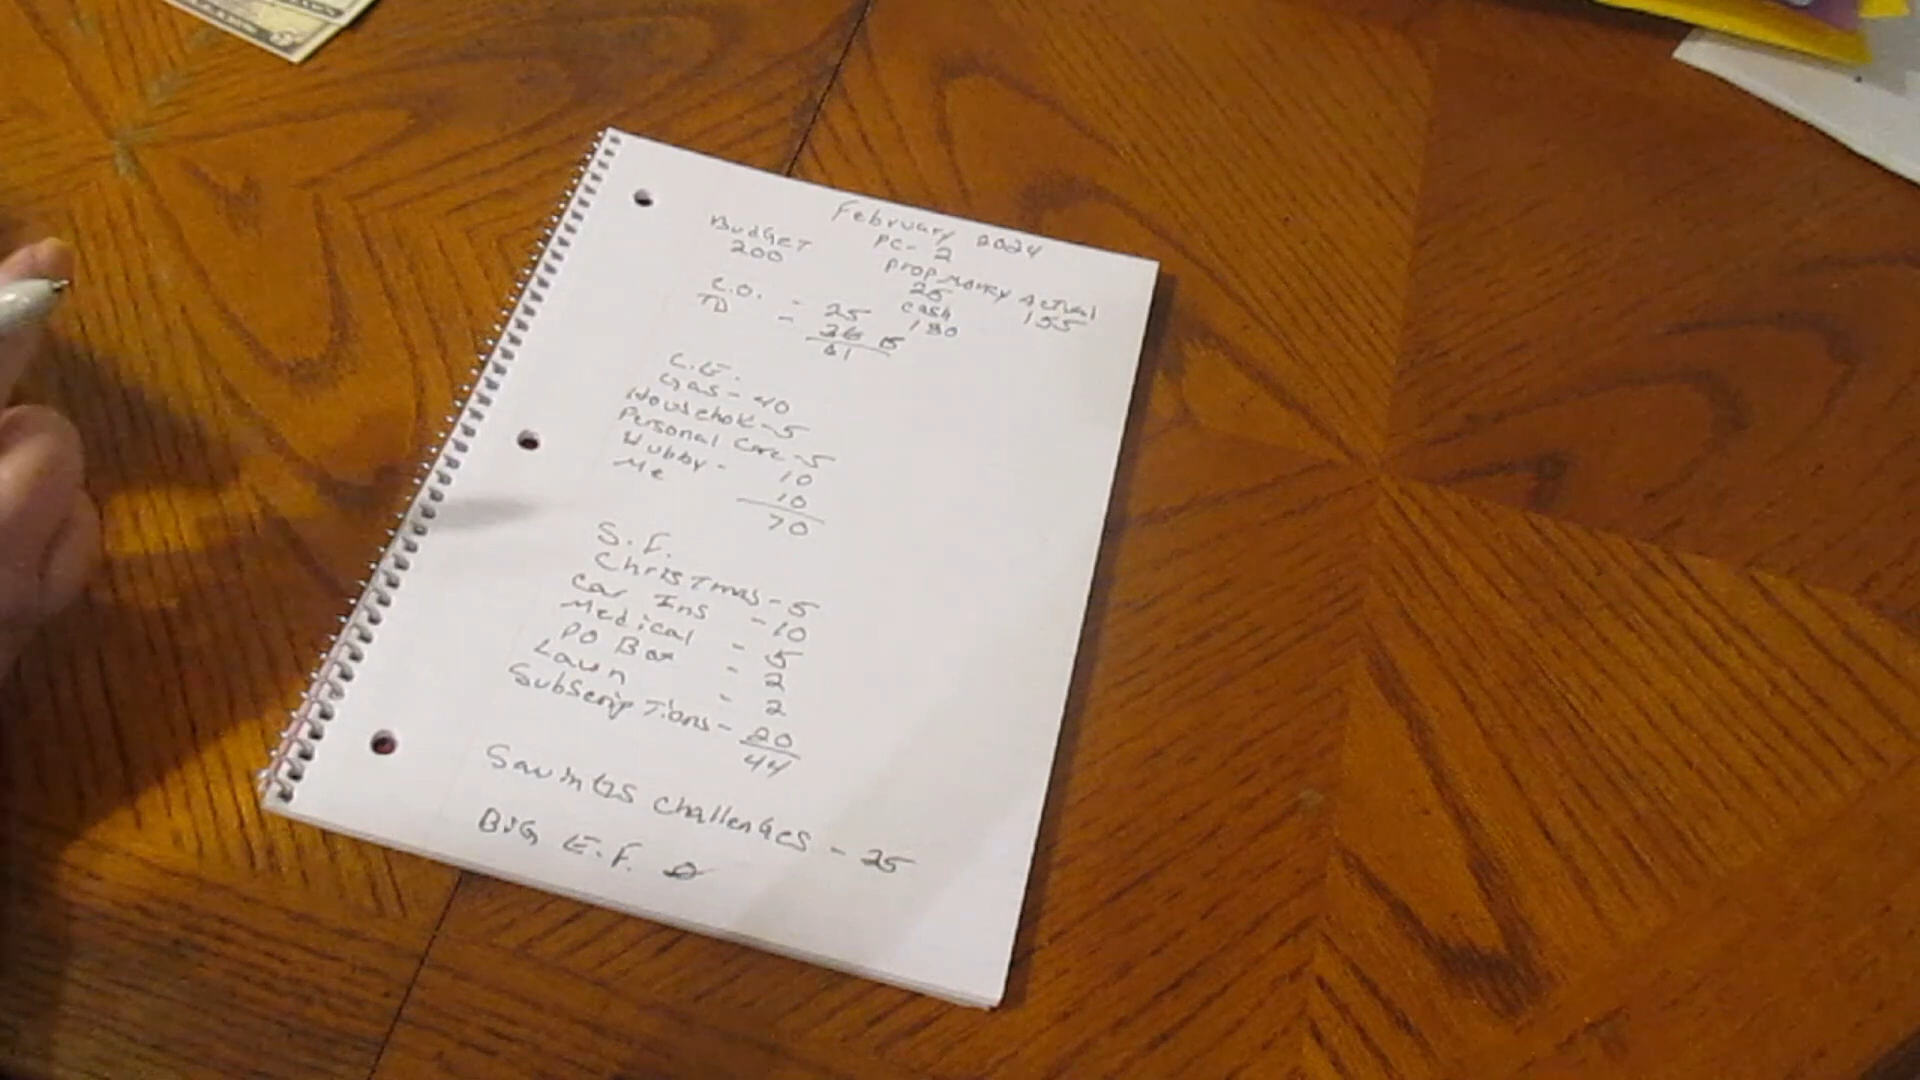 February 2024
Budget PC - 2
200 Prop Money Actual
25 155
C.O. - 25 cash
TD - 180
61
C.E.
Gas - 40
Household - 5
Personal Care - 5
Hubby - 10
Me 10
70
S.F.
Christmas - 5
Car Ins - 10
Medical - 5
PO Box - 2
Lawn - 2
Subscriptions - 20
44
Savings challenges - 25
Big E.F. 0